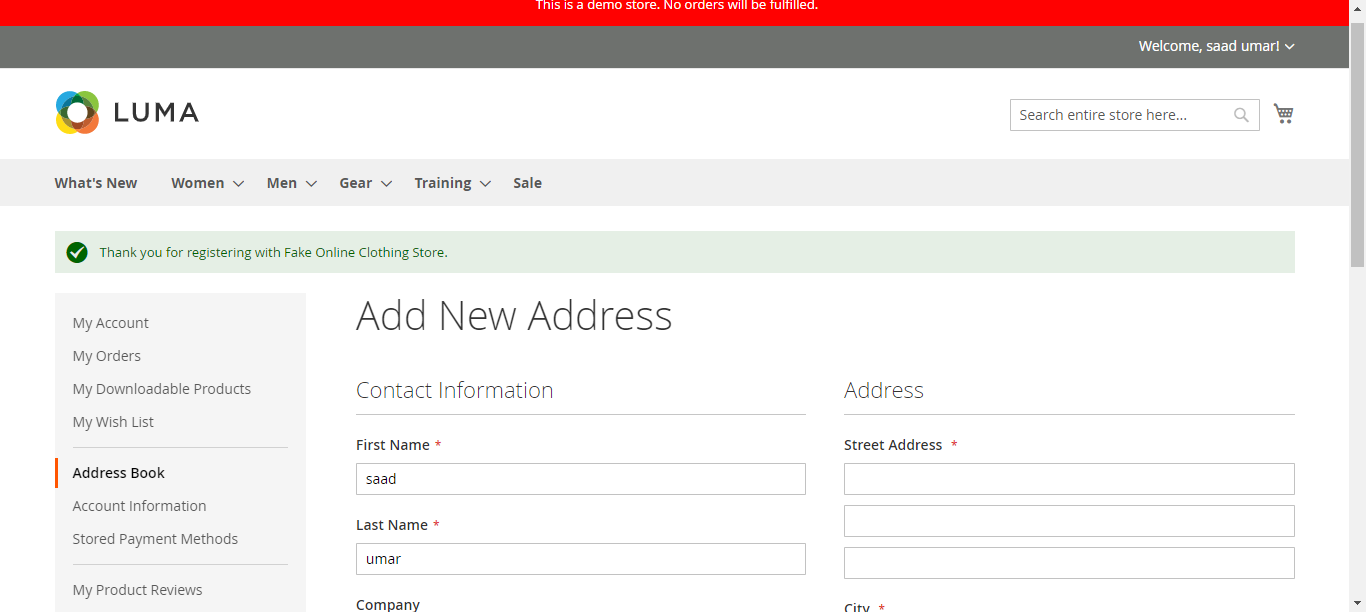 This is a demo store. No orders will be fulfilled.
Welcome, saad umar!
LUMA
Search entire store here...
What's New Women Men Gear Training Sale
Thank you for registering with Fake Online Clothing Store.
My Account
My Orders
My Downloadable Products
My Wish List
Address Book
Account Information
Stored Payment Methods
My Product Reviews
Add New Address
Contact Information
First Name *
saad
Last Name *
umar
Company
Address
Street Address *
City *